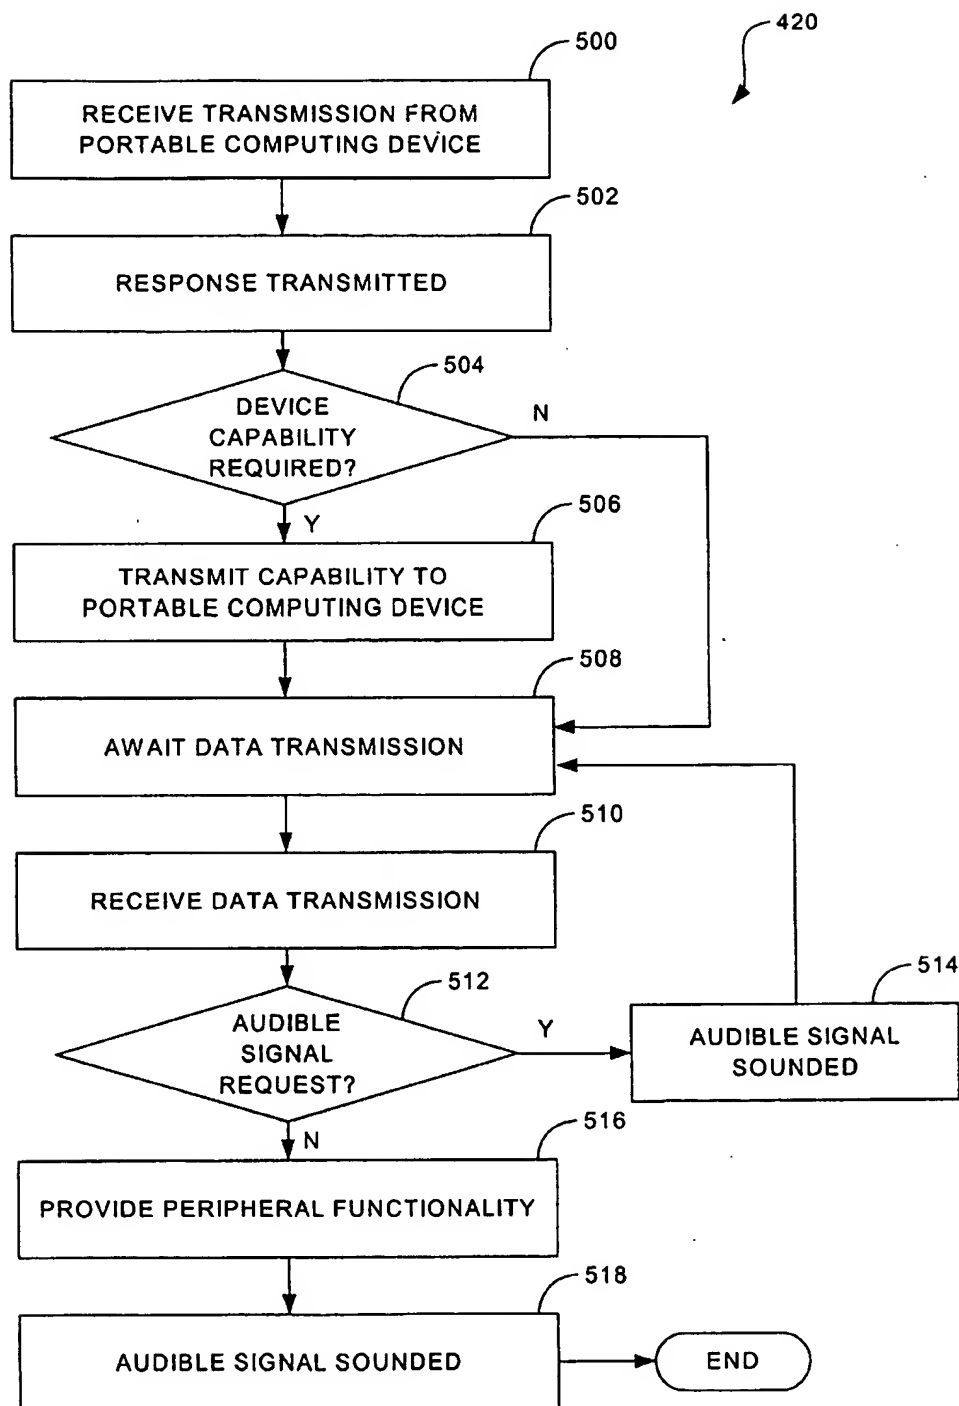 420
500
RECEIVE TRANSMISSION FROM
PORTABLE COMPUTING DEVICE
502
RESPONSE TRANSMITTED
504
DEVICE
CAPABILITY
REQUIRED?
N
Y
506
TRANSMIT CAPABILITY TO
PORTABLE COMPUTING DEVICE
508
AWAIT DATA TRANSMISSION
510
RECEIVE DATA TRANSMISSION
512
AUDIBLE
SIGNAL
REQUEST?
Y
514
AUDIBLE SIGNAL
SOUNDED
N
516
PROVIDE PERIPHERAL FUNCTIONALITY
518
AUDIBLE SIGNAL SOUNDED
END